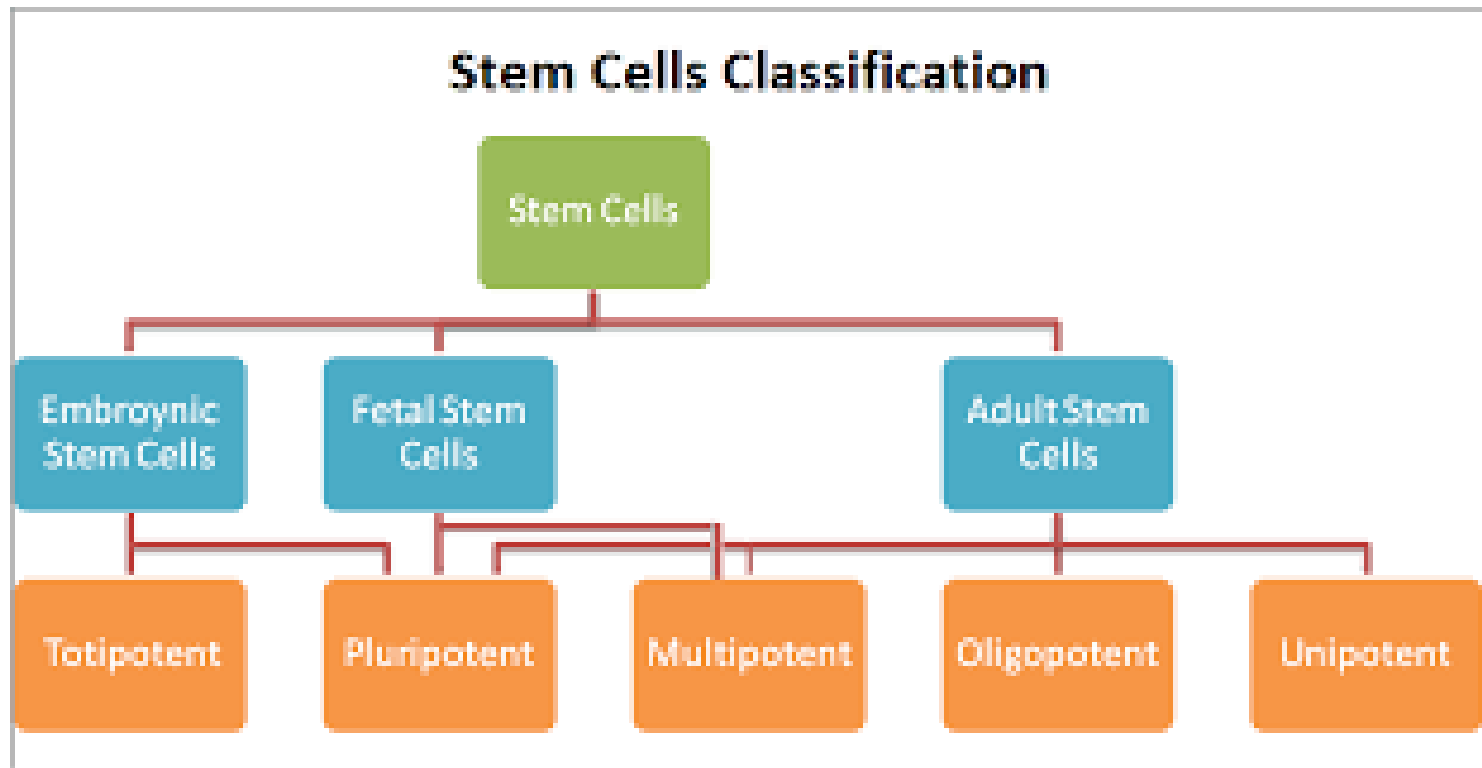 Stem Cells Classification
Stem Cells
Embroynic
Stem Cells
Fetal Stem
Cells
Adult Stem
Cells
Totipotent
Pluripotent
Multipotent
Oligopotent
Unipotent